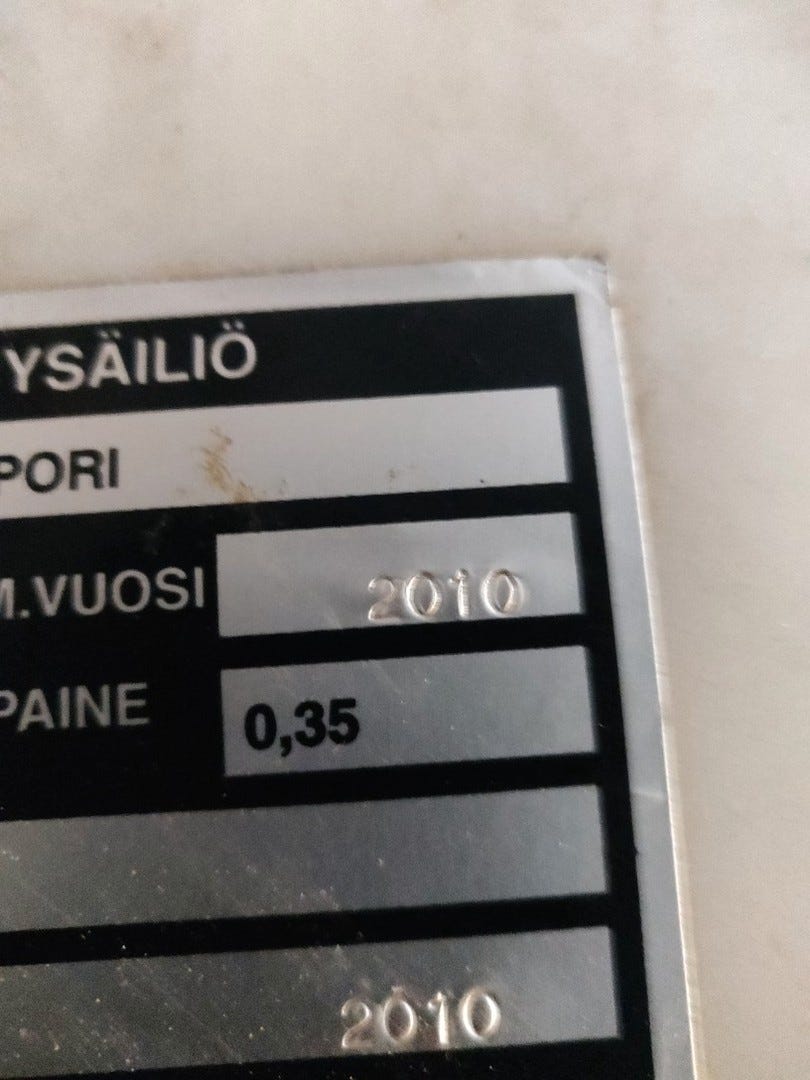 YSÄILIÖ
PORI
M.VUOSI 2010
PAINE 0,35
2010